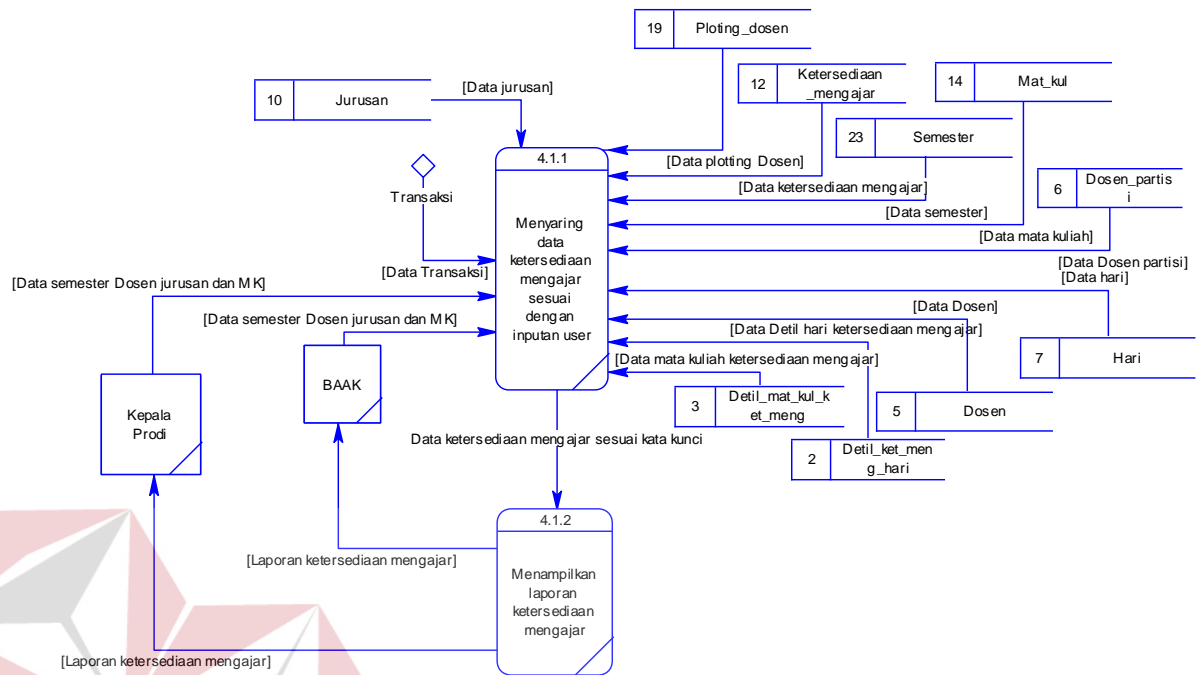 19
Ploting_dosen
10
Jurusan
[Data jurusan]
12
Ketersediaan
_mengajar
14
Mat_kul
23
Semester
[Data plotting Dosen]
[Data ketersediaan mengajar]
6
Dosen_partis
i
[Data semester]
[Data mata kuliah]
[Data Dosen partisi]
4.1.1
Menyaring
data
ketersediaan
mengajar
sesuai
dengan
inputan user
Transaksi
[Data Transaksi]
[Data semester Dosen jurusan dan MK]
[Data semester Dosen jurusan dan MK]
[Data hari]
[Data Dosen]
[Data Detil hari ketersediaan mengajar]
[Data mata kuliah ketersediaan mengajar]
7
Hari
BAAK
Kepala
Prodi
3
Detil_mat_kul_k
et_meng
5
Dosen
2
Detil_ket_men
g_hari
Data ketersediaan mengajar sesuai kata kunci
4.1.2
Menampilkan
laporan
ketersediaan
mengajar
[Laporan ketersediaan mengajar]
[Laporan ketersediaan mengajar]